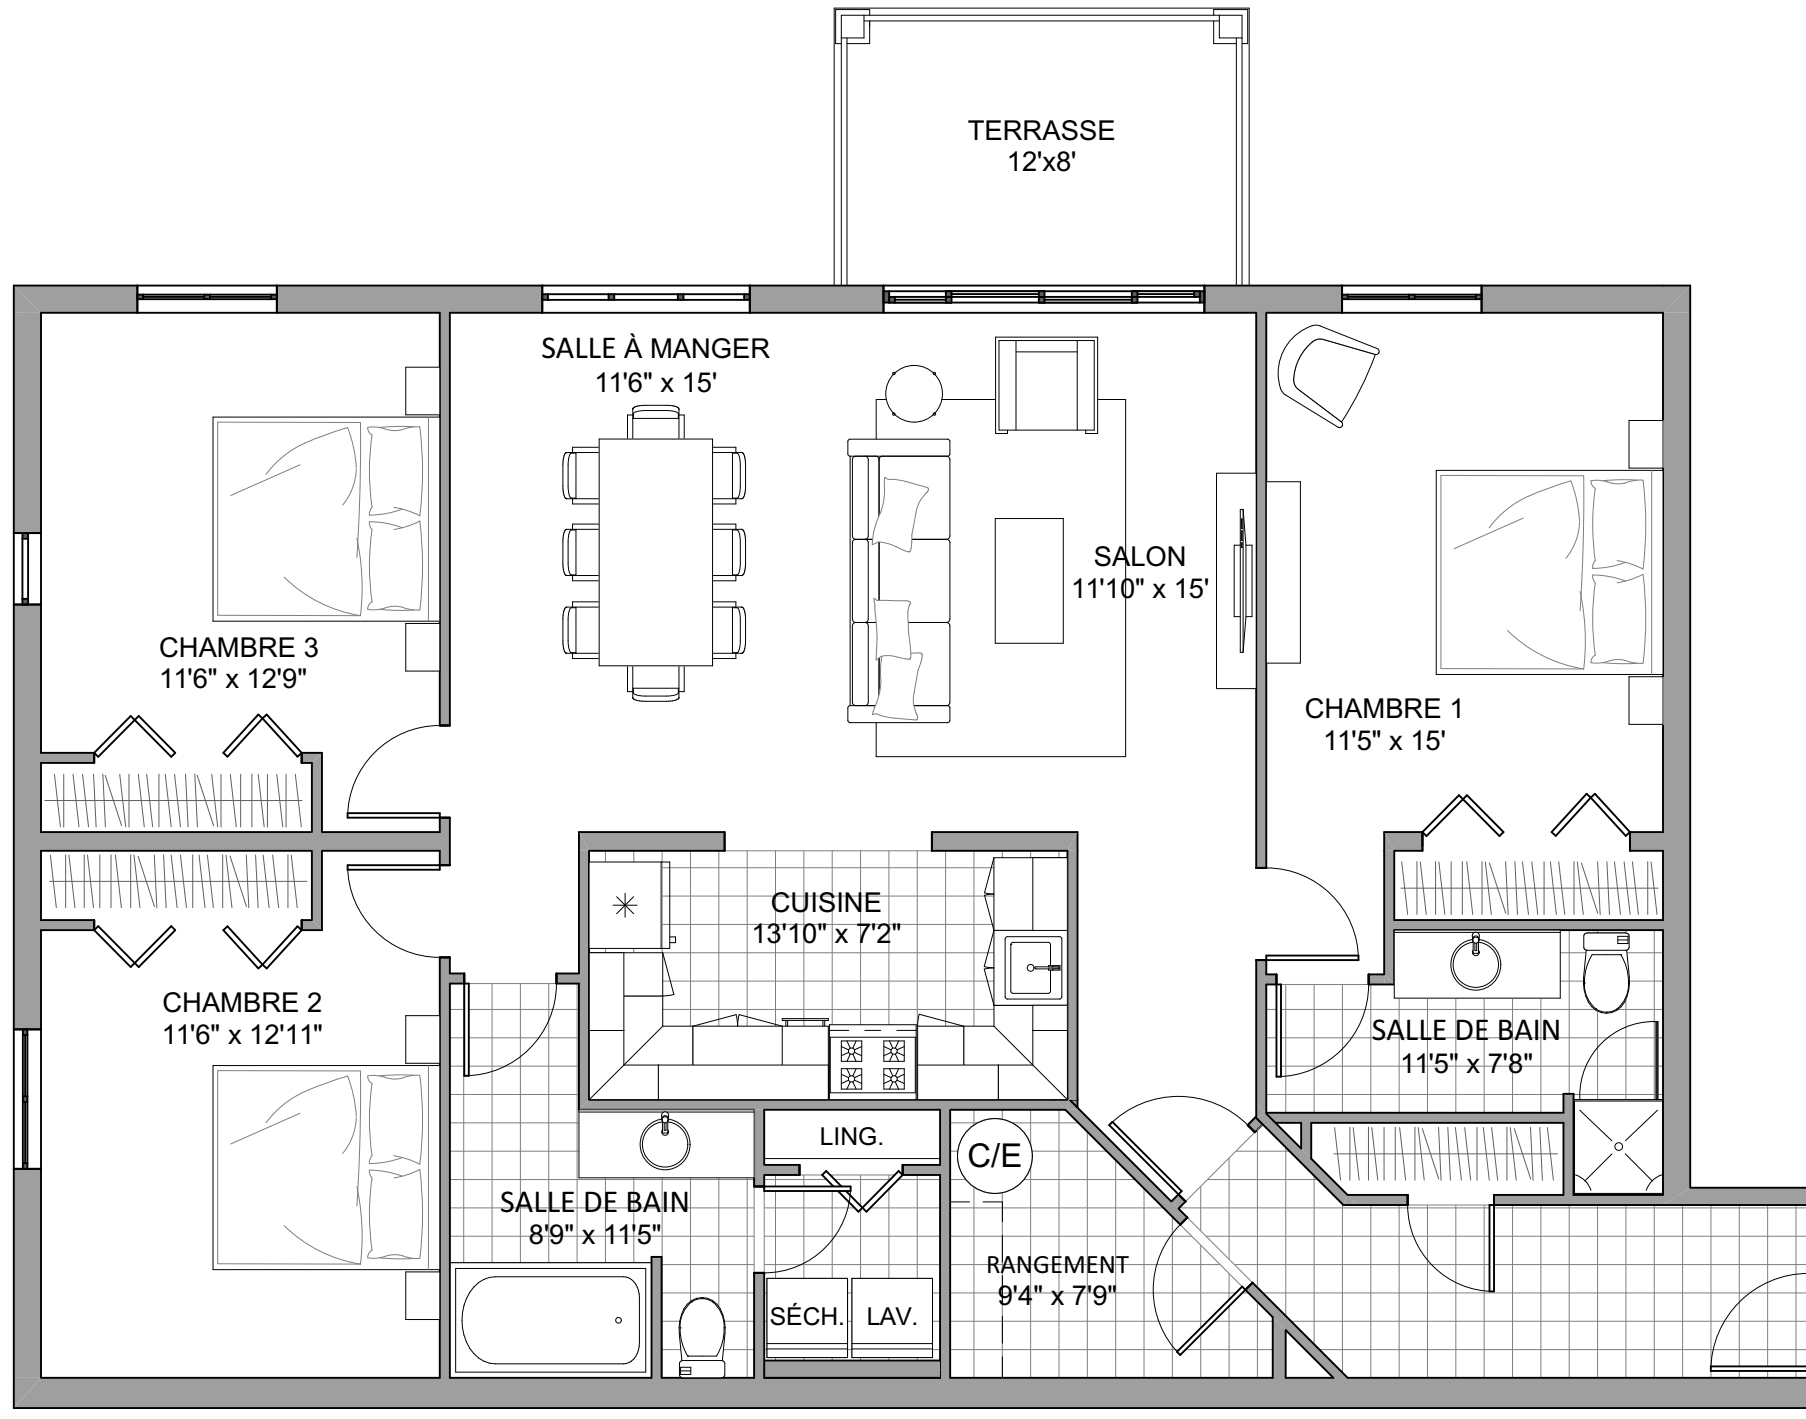 TERRASSE
12'x8'
SALLE À MANGER
11'6" x 15'
SALON
11'10" x 15'
CHAMBRE 3
11'6" x 12'9"
CHAMBRE 1
11'5" x 15'
CUISINE
13'10" x 7'2"
CHAMBRE 2
11'6" x 12'11"
SALLE DE BAIN
11'5" x 7'8"
LING.
C/E
SALLE DE BAIN
8'9" x 11'5"
RANGEMENT
9'4" x 7'9"
SÉCH.
LAV.